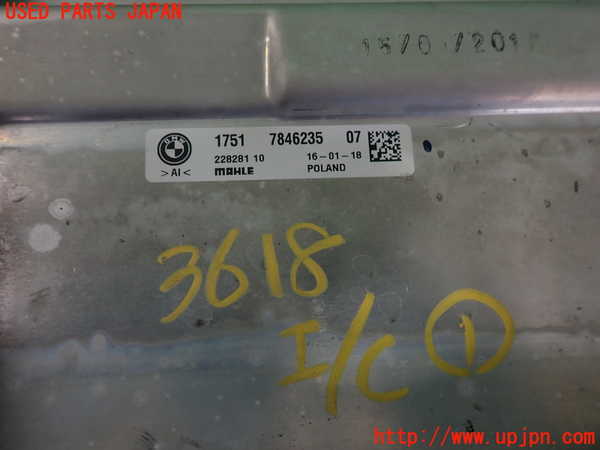 USED PARTS JAPAN
BMW
1751 7846235 07
228281 10 16-01-18
>AI< MAHLE POLAND
3618
I/C 1
http://www.upjpn.com/